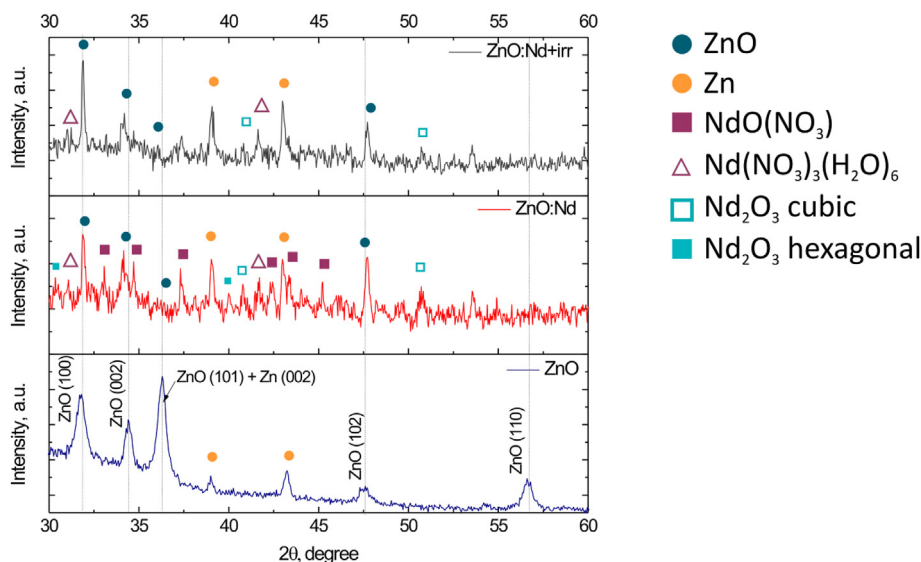 30 35 40 45 50 55 60
ZnO:Nd+irr
Intensity, a.u.
ZnO:Nd
Intensity, a.u.
ZnO
ZnO (100)
ZnO (002)
ZnO (101) + Zn (002)
ZnO (102)
ZnO (110)
Intensity, a.u.
30 35 40 45 50 55 60
2θ, degree
ZnO
Zn
NdO(NO₃)
Nd(NO₃)₃(H₂O)₆
Nd₂O₃ cubic
Nd₂O₃ hexagonal